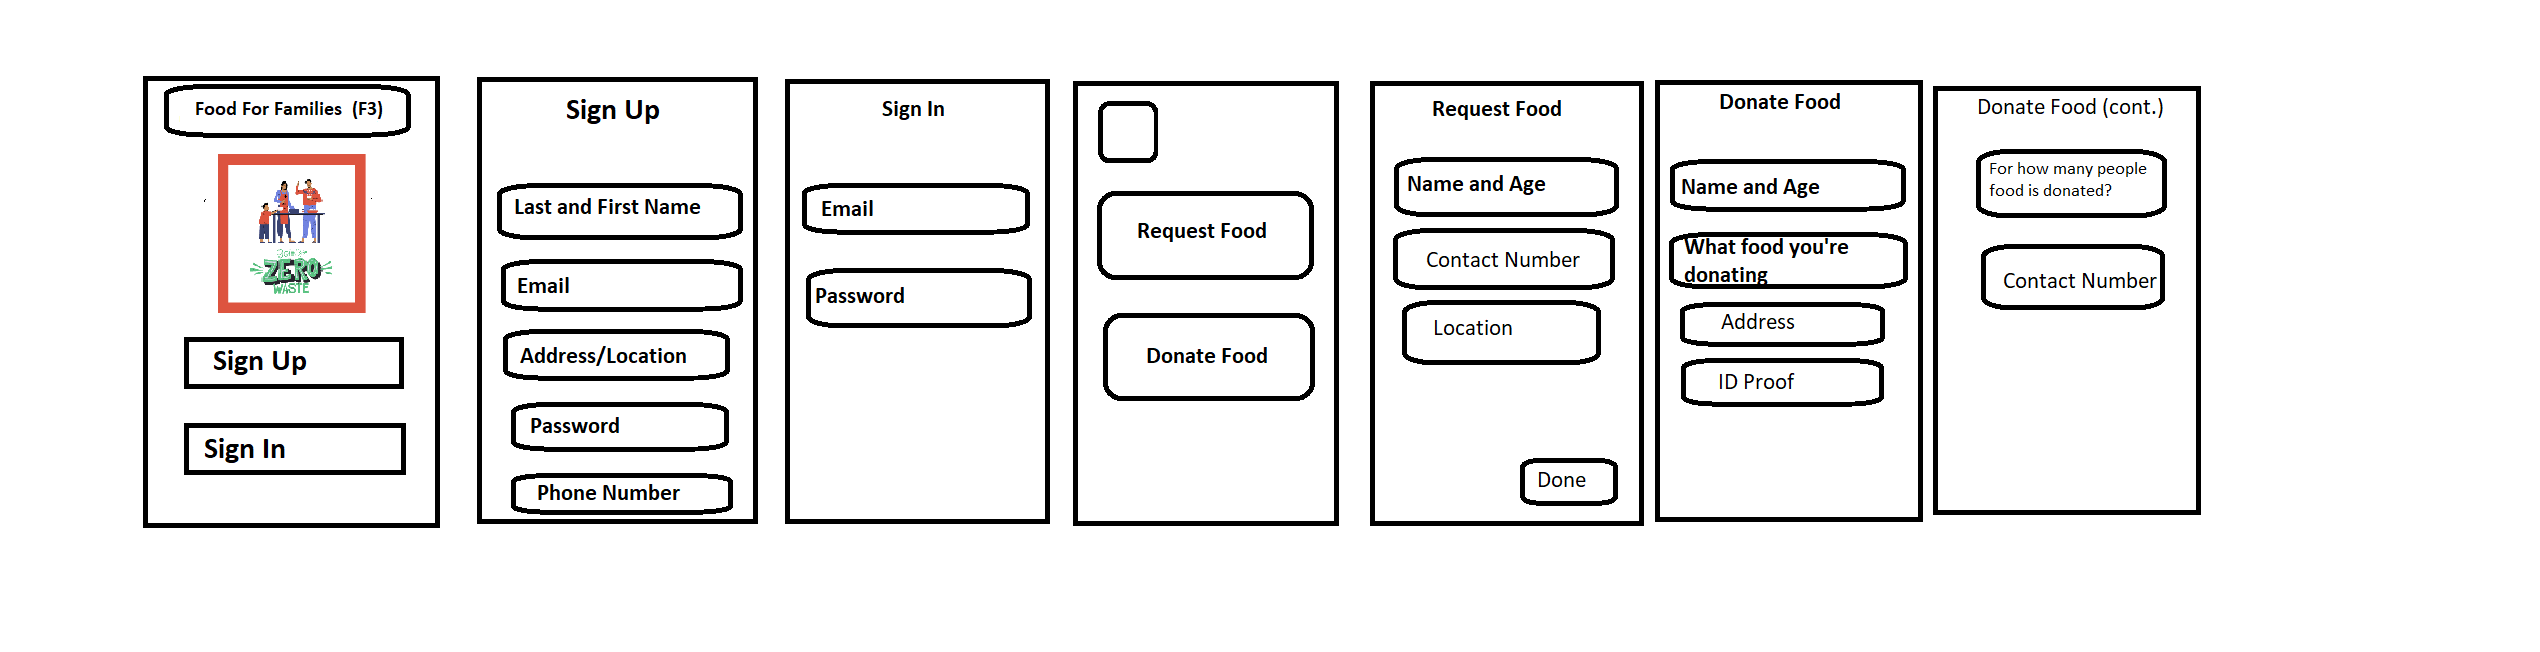 Food For Families (F3)
ZERO
WASTE
Sign Up
Sign In
Sign Up
Last and First Name
Email
Address/Location
Password
Phone Number
Sign In
Email
Password
Request Food
Donate Food
Request Food
Name and Age
Contact Number
Location
Done
Donate Food
Name and Age
What food you're
donating
Address
ID Proof
Donate Food (cont.)
For how many people
food is donated?
Contact Number